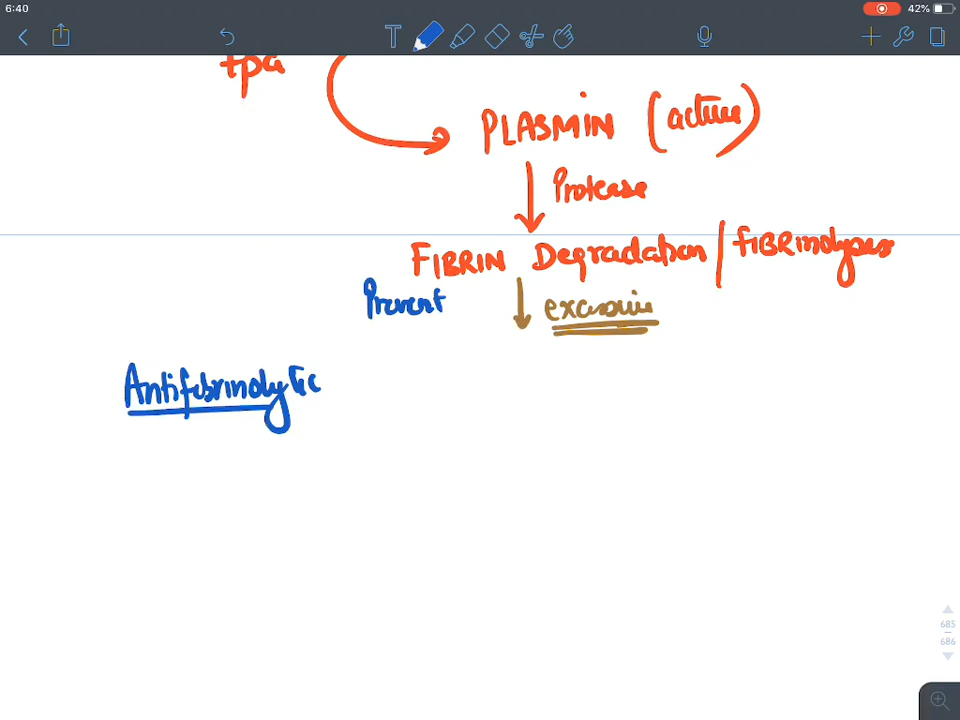 6:40
42%
T
tpa
PLASMIN (active)
Protease
FIBRIN Degradation / FIBRinolysis
Prevent
excessive
Antifibrinolytic
685
686